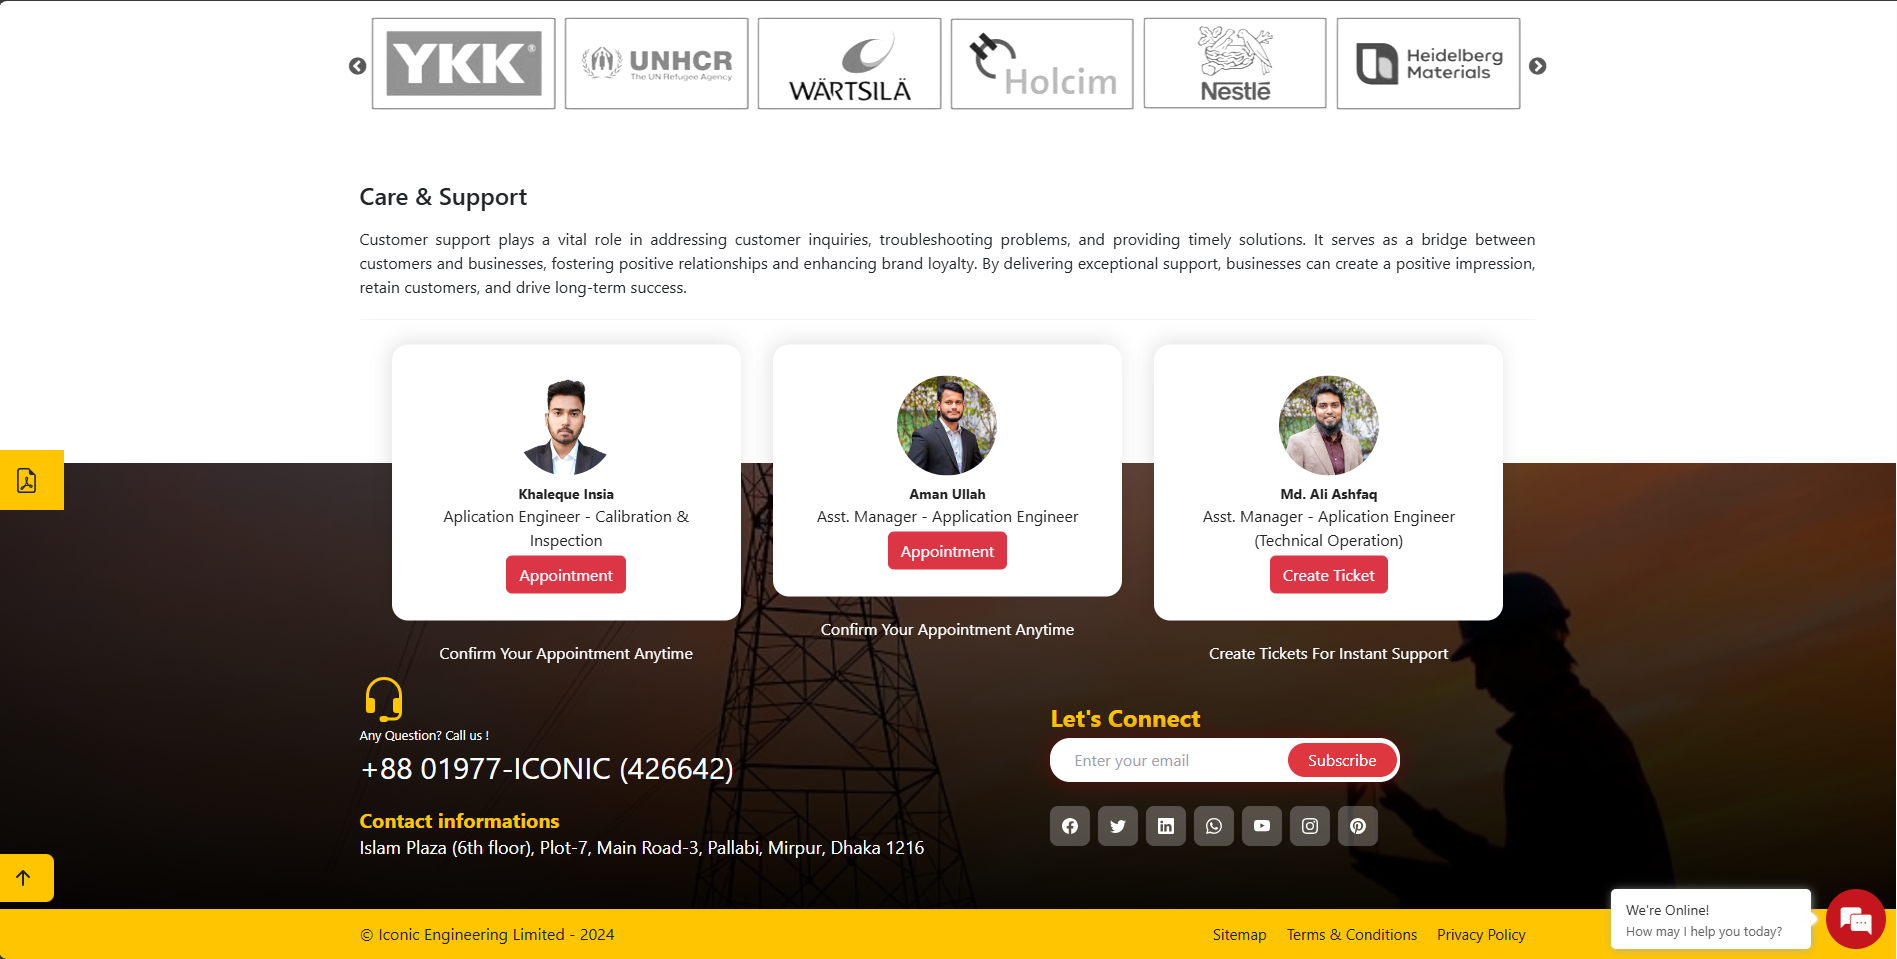 YKK®
UNHCR
The UN Refugee Agency
WÄRTSILÄ
Holcim
Nestlé
Heidelberg
Materials
Care & Support
Customer support plays a vital role in addressing customer inquiries, troubleshooting problems, and providing timely solutions. It serves as a bridge between
customers and businesses, fostering positive relationships and enhancing brand loyalty. By delivering exceptional support, businesses can create a positive impression,
retain customers, and drive long-term success.
Khaleque Insia
Aplication Engineer - Calibration &
Inspection
Appointment
Confirm Your Appointment Anytime
Aman Ullah
Asst. Manager - Application Engineer
Appointment
Confirm Your Appointment Anytime
Md. Ali Ashfaq
Asst. Manager - Aplication Engineer
(Technical Operation)
Create Ticket
Create Tickets For Instant Support
Any Question? Call us !
+88 01977-ICONIC (426642)
Contact informations
Islam Plaza (6th floor), Plot-7, Main Road-3, Pallabi, Mirpur, Dhaka 1216
Let's Connect
Enter your email
Subscribe
© Iconic Engineering Limited - 2024
Sitemap
Terms & Conditions
Privacy Policy
We're Online!
How may I help you today?